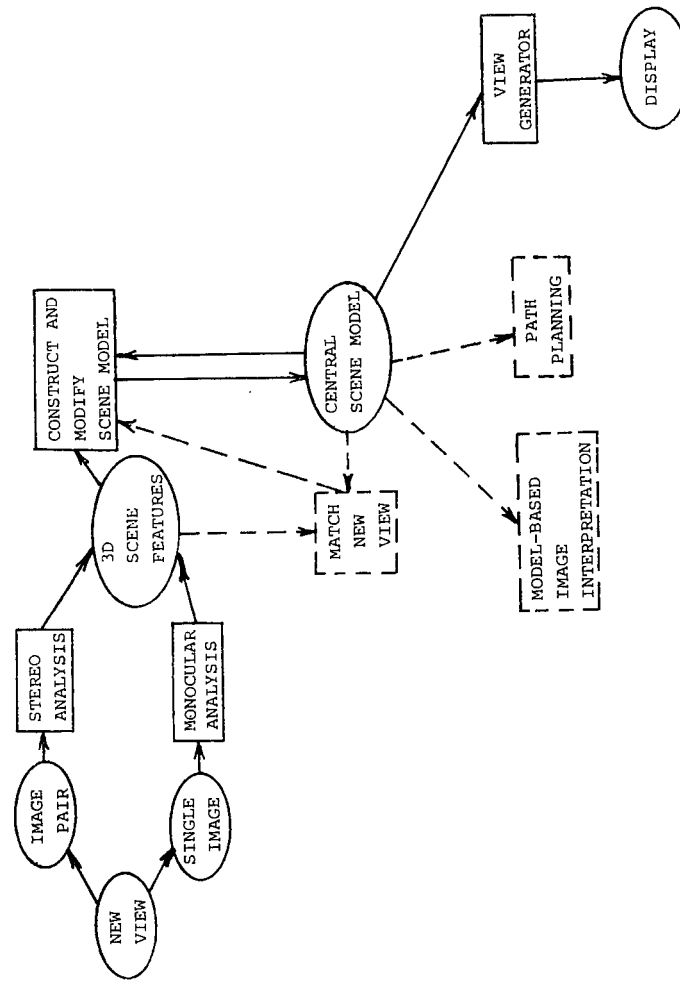 NEW
VIEW
IMAGE
PAIR
SINGLE
IMAGE
STEREO
ANALYSIS
MONOCULAR
ANALYSIS
3D
SCENE
FEATURES
CONSTRUCT AND
MODIFY
SCENE MODEL
MATCH
NEW
VIEW
CENTRAL
SCENE MODEL
MODEL-BASED
IMAGE
INTERPRETATION
PATH
PLANNING
VIEW
GENERATOR
DISPLAY